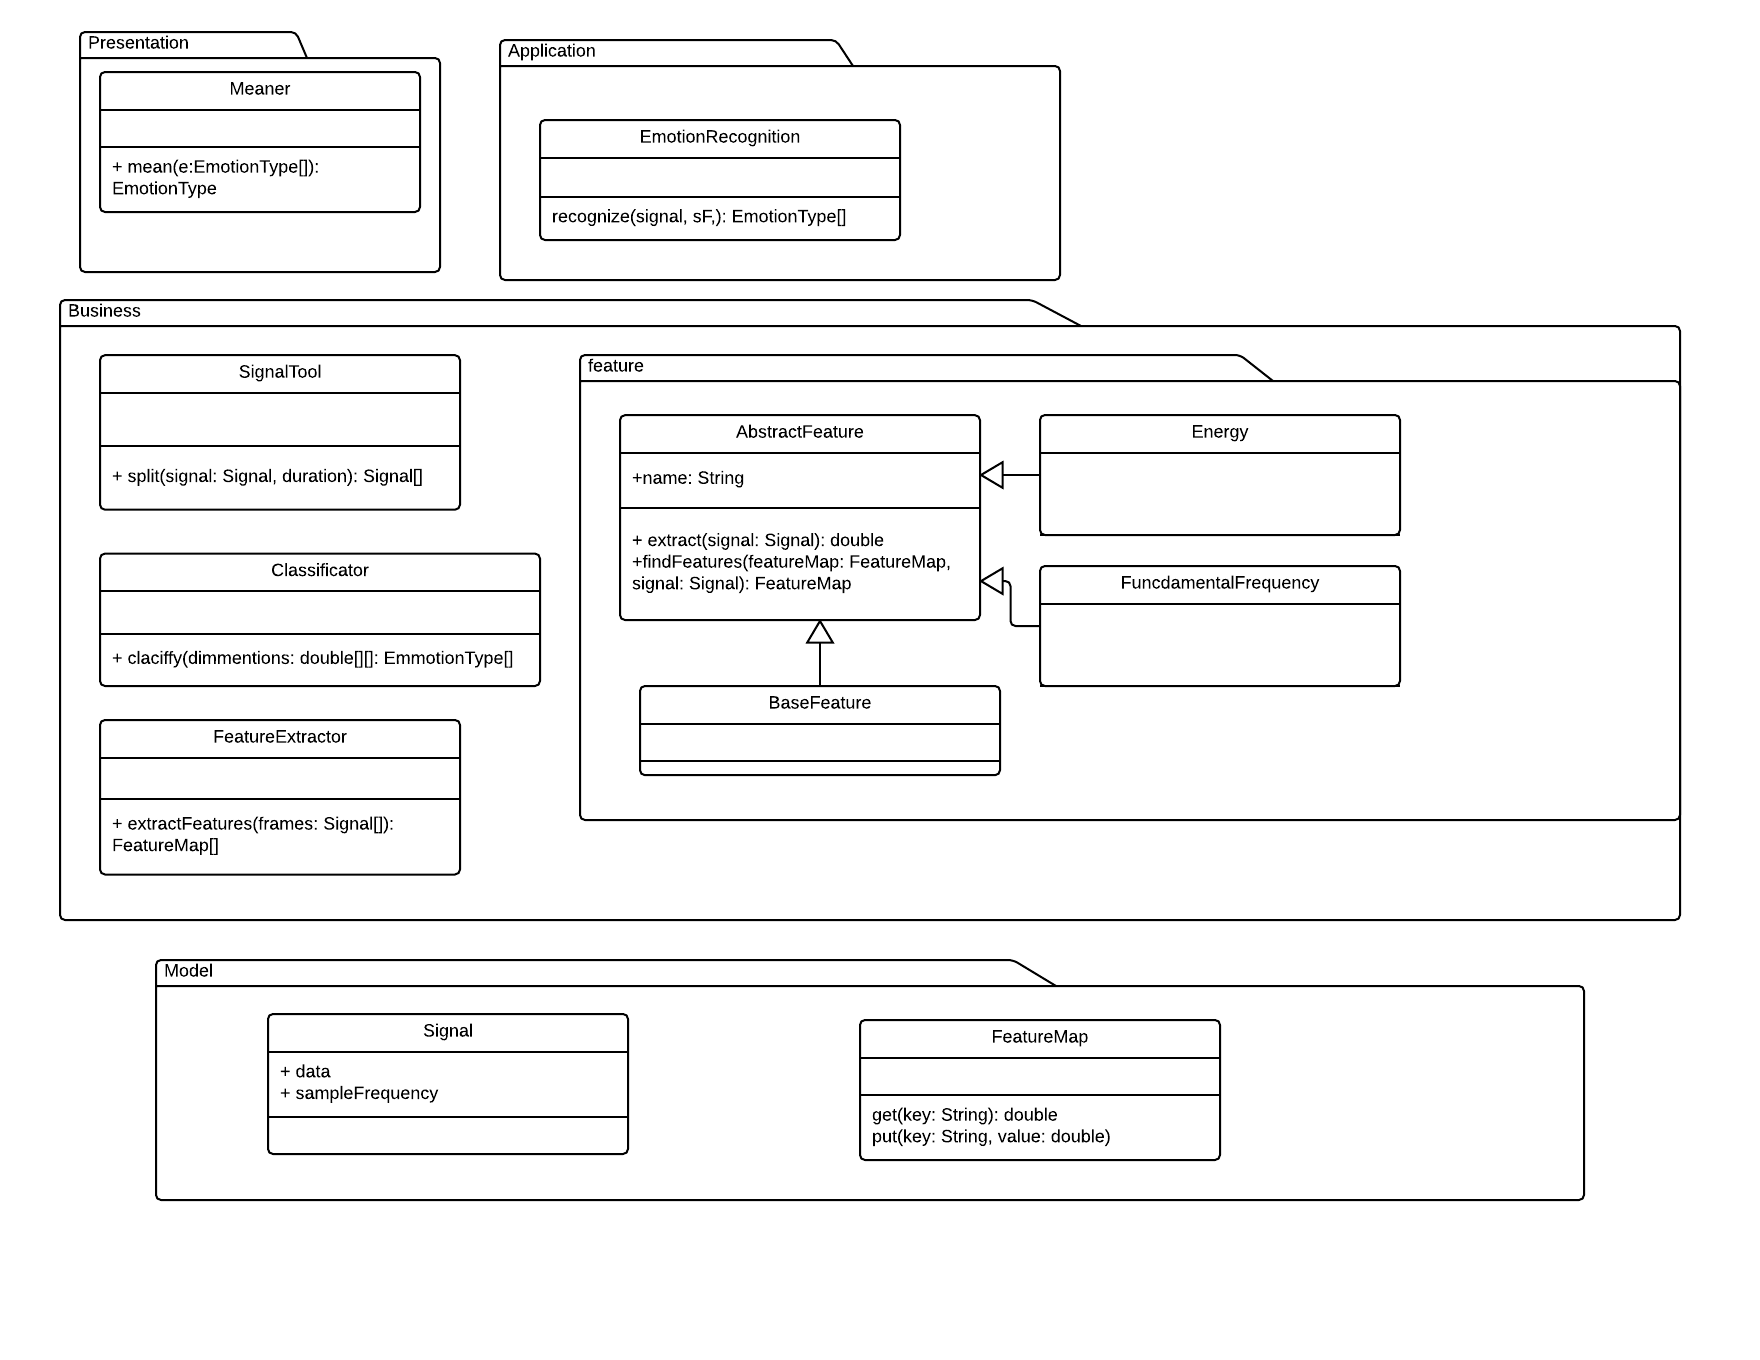 Presentation
Meaner
+ mean(e:EmotionType[]):
EmotionType
Application
EmotionRecognition
recognize(signal, sF,): EmotionType[]
Business
SignalTool
+ split(signal: Signal, duration): Signal[]
Classificator
+ claciffy(dimmentions: double[][]: EmmotionType[]
FeatureExtractor
+ extractFeatures(frames: Signal[]):
FeatureMap[]
feature
AbstractFeature
+name: String
+ extract(signal: Signal): double
+findFeatures(featureMap: FeatureMap,
signal: Signal): FeatureMap
Energy
FuncdamentalFrequency
BaseFeature
Model
Signal
+ data
+ sampleFrequency
FeatureMap
get(key: String): double
put(key: String, value: double)